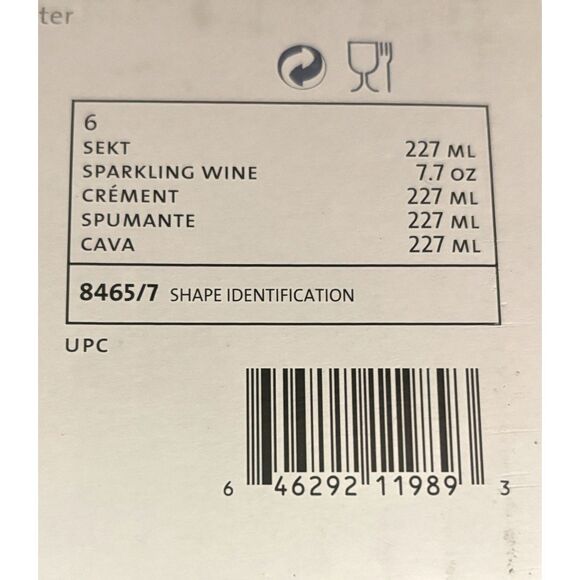 ter
6
SEKT 227 ML
SPARKLING WINE 7.7 OZ
CRÉMENT 227 ML
SPUMANTE 227 ML
CAVA 227 ML
8465/7 SHAPE IDENTIFICATION
UPC
6 46292 11989 3